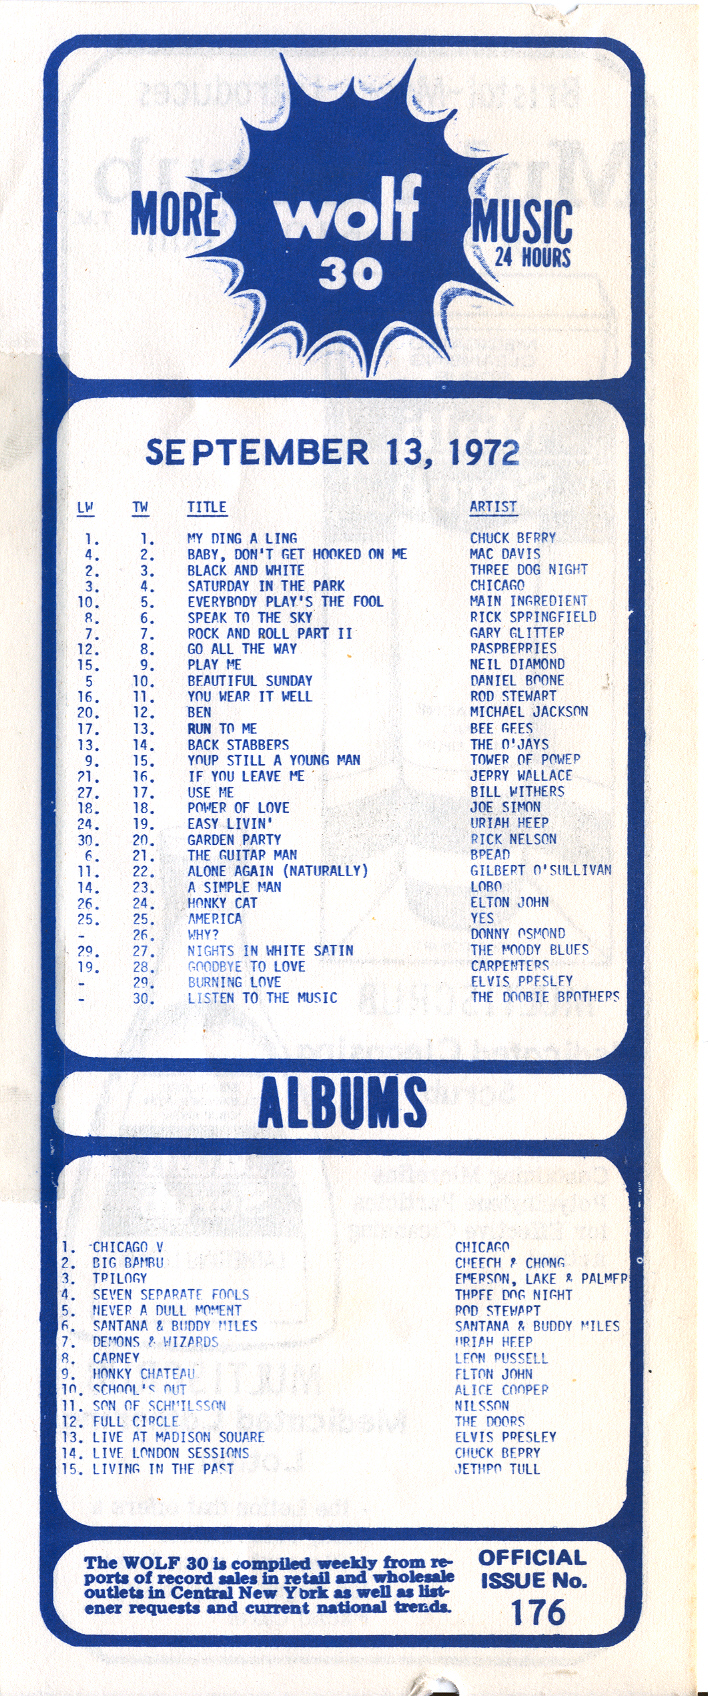 MORE wolf MUSIC
30 24 HOURS
SEPTEMBER 13, 1972
LW TW TITLE ARTIST
1. 1. MY DING A LING CHUCK BERRY
4. 2. BABY, DON'T GET HOOKED ON ME MAC DAVIS
2. 3. BLACK AND WHITE THREE DOG NIGHT
3. 4. SATURDAY IN THE PARK CHICAGO
10. 5. EVERYBODY PLAY'S THE FOOL MAIN INGREDIENT
8. 6. SPEAK TO THE SKY RICK SPRINGFIELD
7. 7. ROCK AND ROLL PART II GARY GLITTER
12. 8. GO ALL THE WAY RASPBERRIES
15. 9. PLAY ME NEIL DIAMOND
5 10. BEAUTIFUL SUNDAY DANIEL BOONE
16. 11. YOU WEAR IT WELL ROD STEWART
20. 12. BEN MICHAEL JACKSON
17. 13. RUN TO ME BEE GEES
13. 14. BACK STABBERS THE O'JAYS
9. 15. YOUR STILL A YOUNG MAN TOWER OF POWER
21. 16. IF YOU LEAVE ME JERRY WALLACE
27. 17. USE ME BILL WITHERS
18. 18. POWER OF LOVE JOE SIMON
24. 19. EASY LIVIN' URIAH HEEP
30. 20. GARDEN PARTY RICK NELSON
6. 21. THE GUITAR MAN BREAD
11. 22. ALONE AGAIN (NATURALLY) GILBERT O'SULLIVAN
14. 23. A SIMPLE MAN LOBO
26. 24. HONKY CAT ELTON JOHN
25. 25. AMERICA YES
- 26. WHY? DONNY OSMOND
29. 27. NIGHTS IN WHITE SATIN THE MOODY BLUES
19. 28. GOODBYE TO LOVE CARPENTERS
- 29. BURNING LOVE ELVIS PRESLEY
- 30. LISTEN TO THE MUSIC THE DOOBIE BROTHERS
ALBUMS
1. CHICAGO V CHICAGO
2. BIG BAMBU CHEECH & CHONG
3. TRILOGY EMERSON, LAKE & PALMER
4. SEVEN SEPARATE FOOLS THREE DOG NIGHT
5. NEVER A DULL MOMENT ROD STEWART
6. SANTANA & BUDDY MILES SANTANA & BUDDY MILES
7. DEMONS & WIZARDS URIAH HEEP
8. CARNEY LEON RUSSELL
9. HONKY CHATEAU ELTON JOHN
10. SCHOOL'S OUT ALICE COOPER
11. SON OF SCHMILSSON NILSSON
12. FULL CIRCLE THE DOORS
13. LIVE AT MADISON SQUARE ELVIS PRESLEY
14. LIVE LONDON SESSIONS CHUCK BERRY
15. LIVING IN THE PAST JETHRO TULL
The WOLF 30 is compiled weekly from re-
ports of record sales in retail and wholesale
outlets in Central New York as well as list-
ener requests and current national trends.
OFFICIAL
ISSUE No.
176